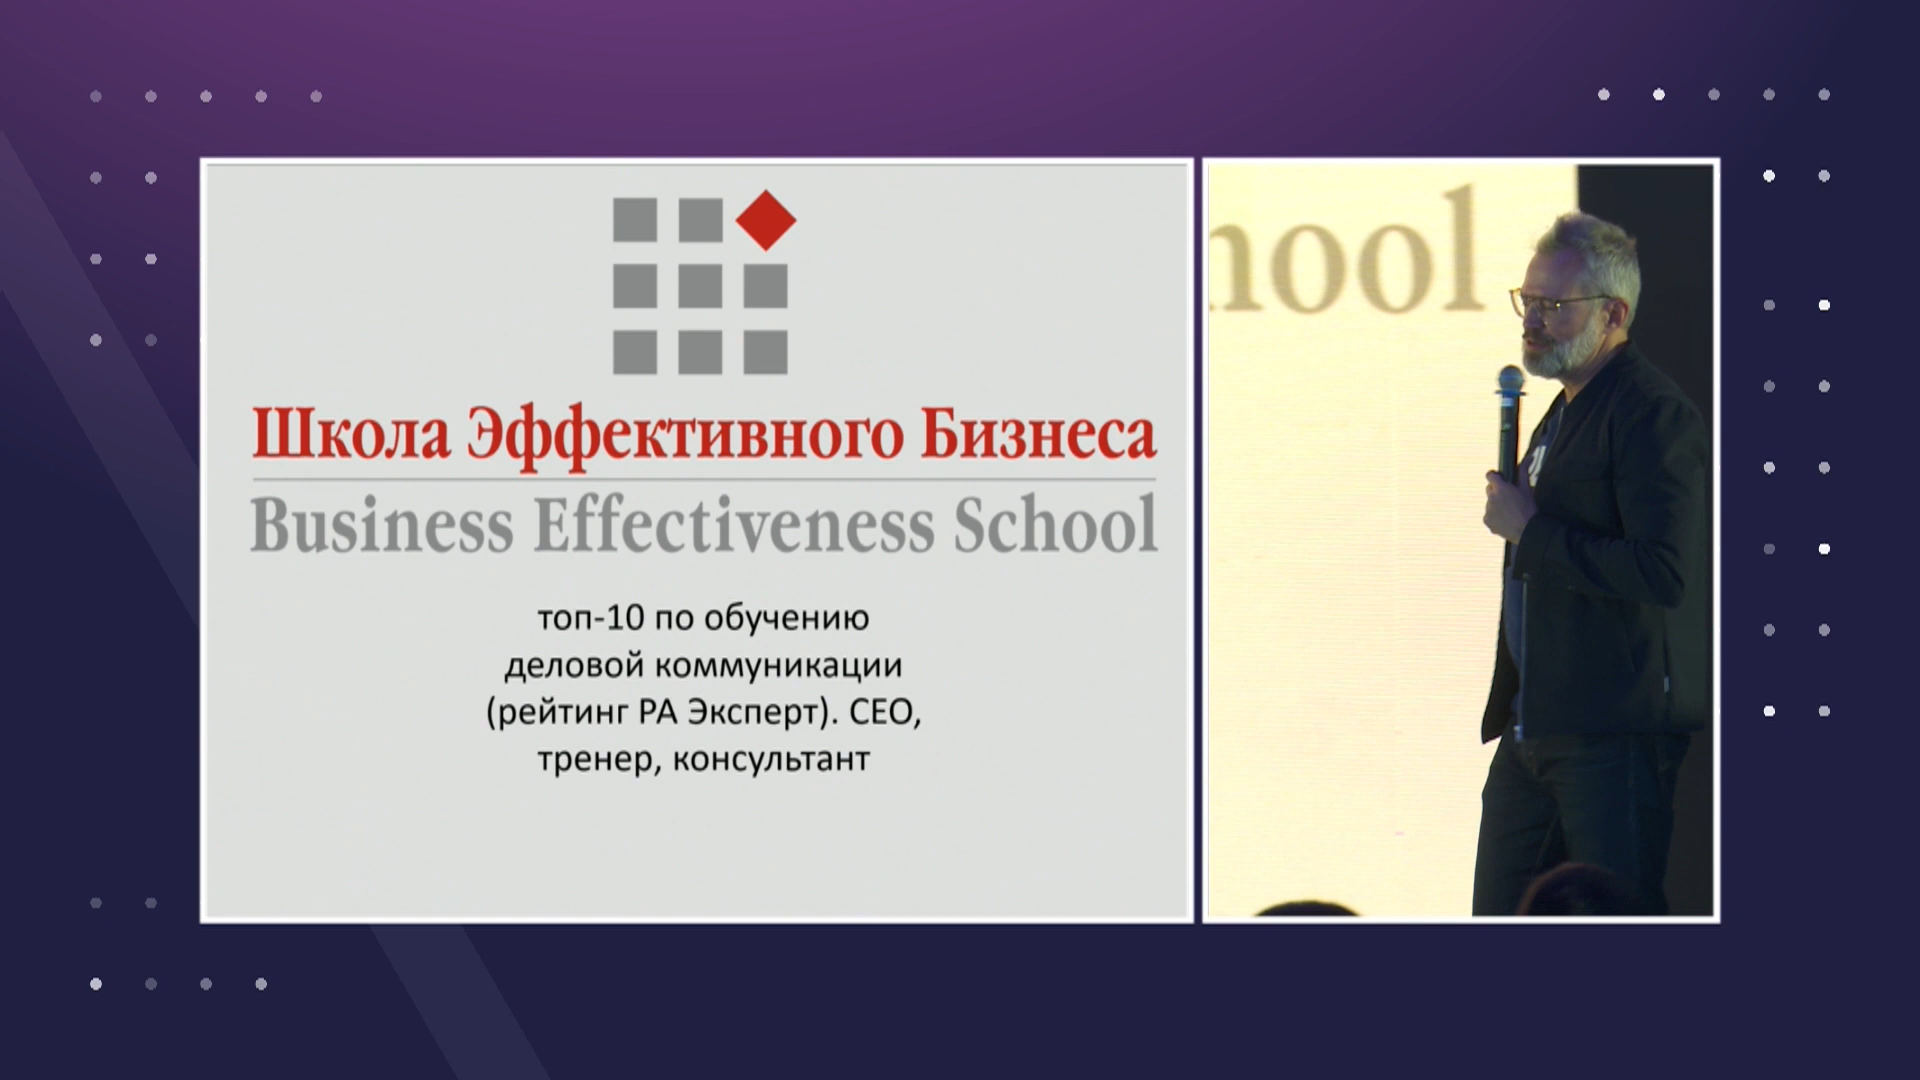 Школа Эффективного Бизнеса
Business Effectiveness School
топ-10 по обучению
деловой коммуникации
(рейтинг РА Эксперт). CEO,
тренер, консультант
hool